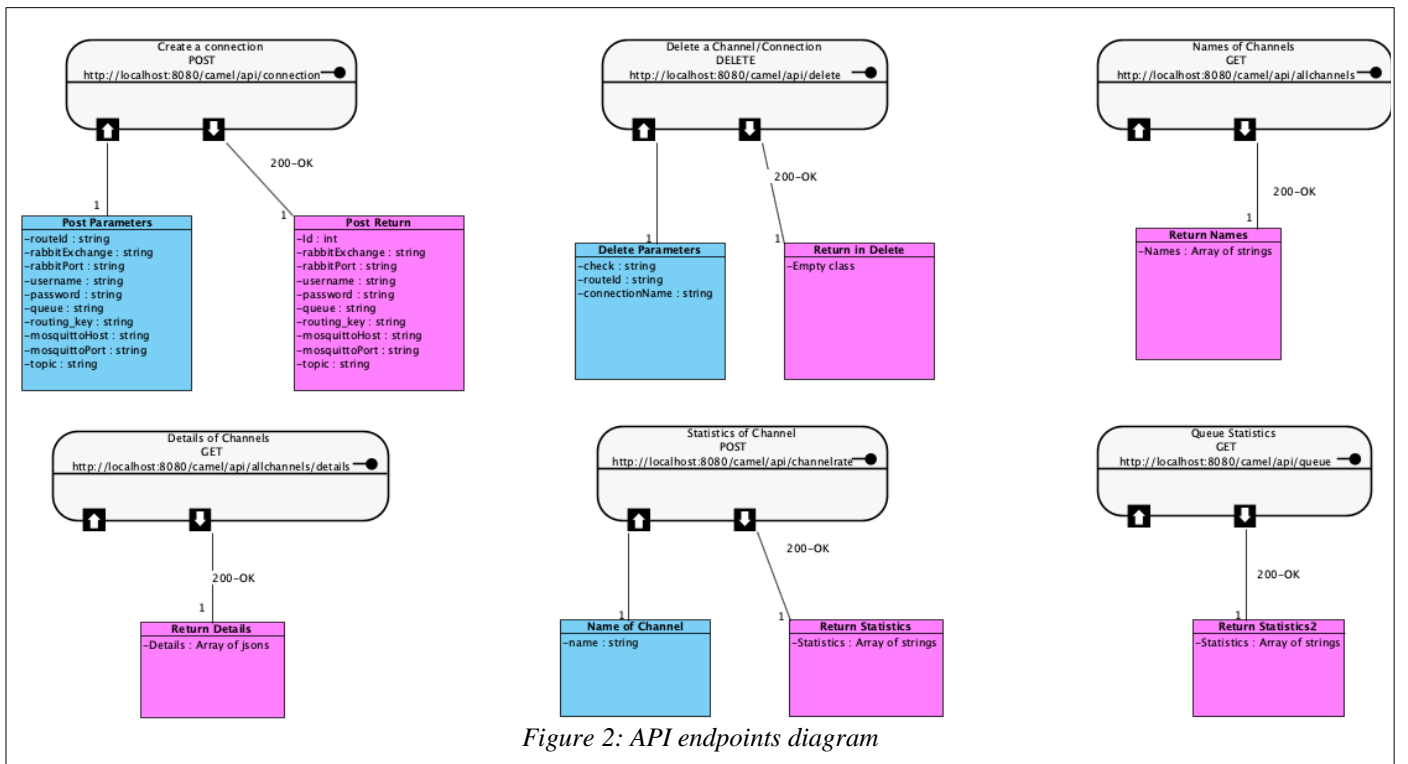 Create a connection
POST
http://localhost:8080/camel/api/connection
200-OK
1
1
Post Parameters
-routeId : string
-rabbitExchange : string
-rabbitPort : string
-username : string
-password : string
-queue : string
-routing_key : string
-mosquittoHost : string
-mosquittoPort : string
-topic : string
Post Return
-Id : int
-rabbitExchange : string
-rabbitPort : string
-username : string
-password : string
-queue : string
-routing_key : string
-mosquittoHost : string
-mosquittoPort : string
-topic : string
Delete a Channel/Connection
DELETE
http://localhost:8080/camel/api/delete
200-OK
1
1
Delete Parameters
-check : string
-routeId : string
-connectionName : string
Return in Delete
-Empty class
Names of Channels
GET
http://localhost:8080/camel/api/allchannels
200-OK
1
Return Names
-Names : Array of strings
Details of Channels
GET
http://localhost:8080/camel/api/allchannels/details
200-OK
1
Return Details
-Details : Array of jsons
Statistics of Channel
POST
http://localhost:8080/camel/api/channelrate
200-OK
1
1
Name of Channel
-name : string
Return Statistics
-Statistics : Array of strings
Queue Statistics
GET
http://localhost:8080/camel/api/queue
200-OK
1
Return Statistics2
-Statistics : Array of strings
Figure 2: API endpoints diagram